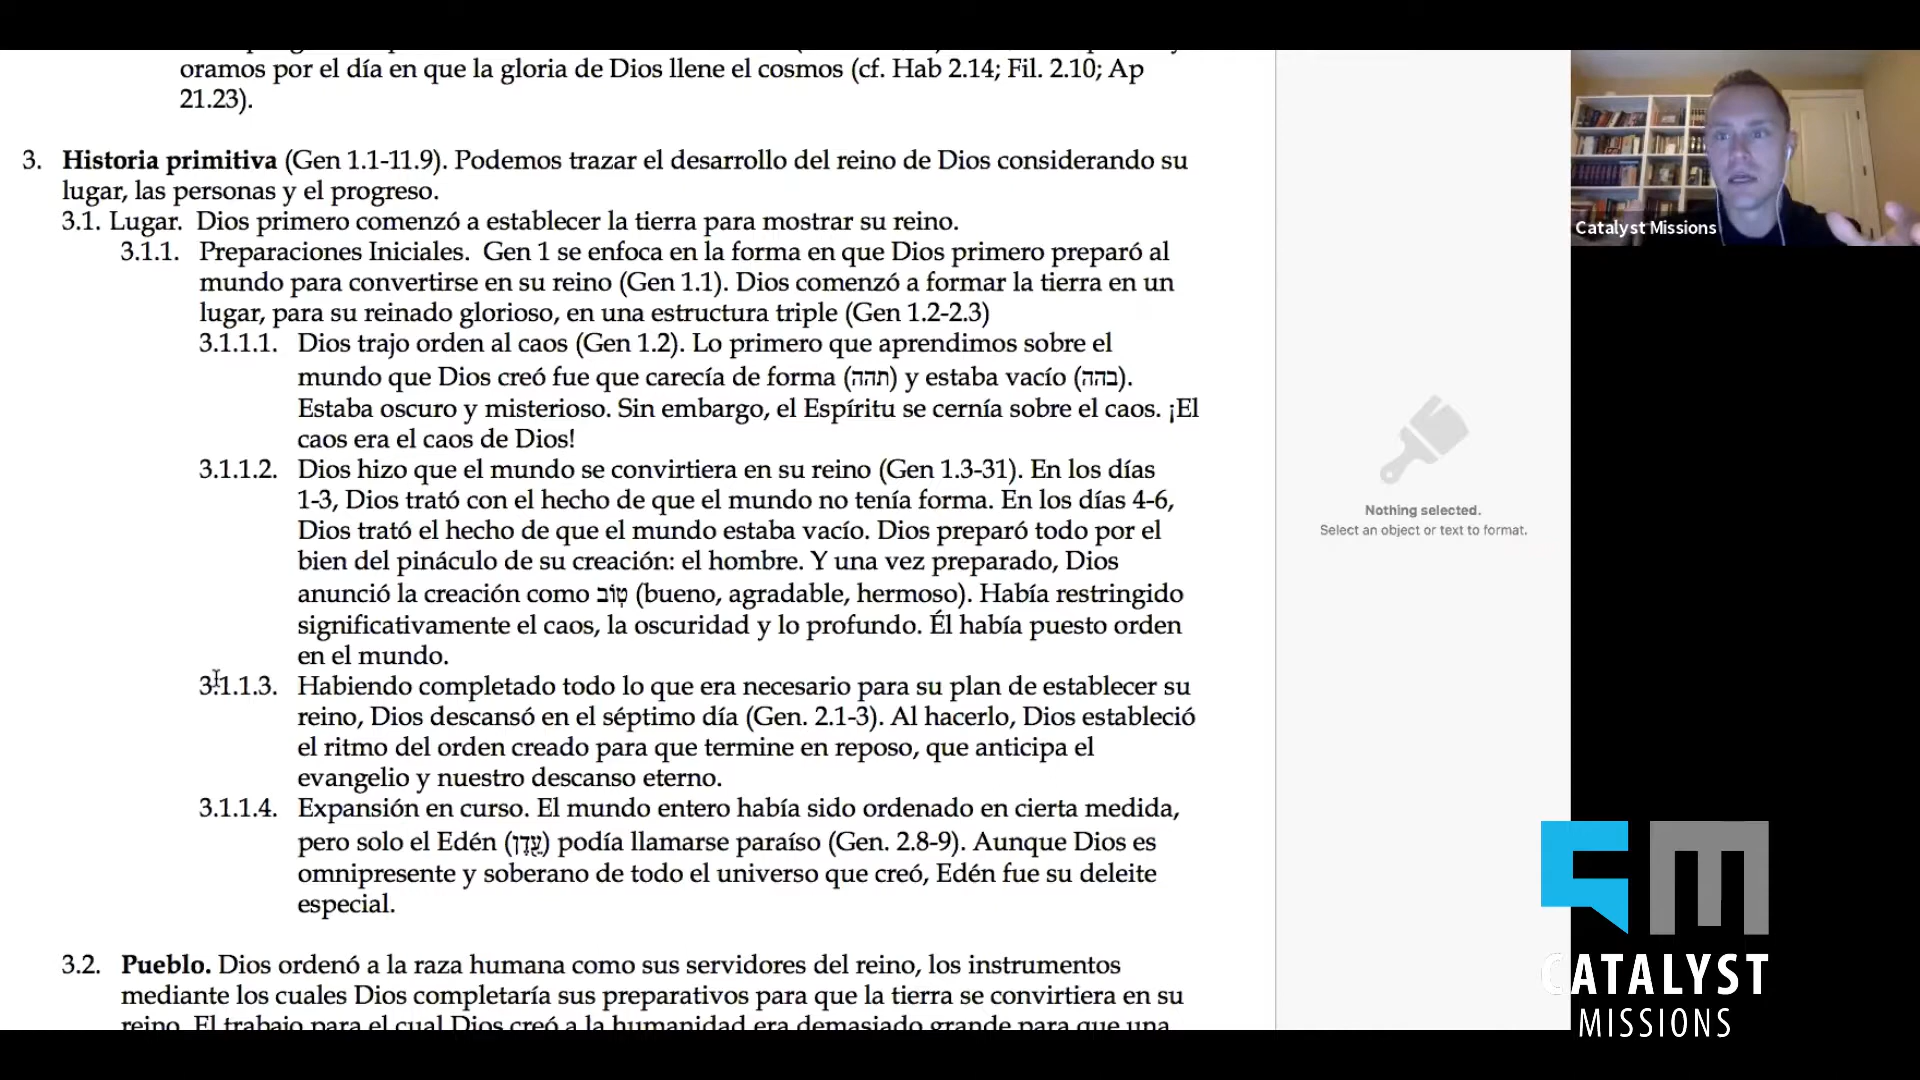 oramos por el día en que la gloria de Dios llene el cosmos (cf. Hab 2.14; Fil. 2.10; Ap
21.23).
3. Historia primitiva (Gen 1.1-11.9). Podemos trazar el desarrollo del reino de Dios considerando su
lugar, las personas y el progreso.
3.1. Lugar. Dios primero comenzó a establecer la tierra para mostrar su reino.
3.1.1. Preparaciones Iniciales. Gen 1 se enfoca en la forma en que Dios primero preparó al
mundo para convertirse en su reino (Gen 1.1). Dios comenzó a formar la tierra en un
lugar, para su reinado glorioso, en una estructura triple (Gen 1.2-2.3)
3.1.1.1. Dios trajo orden al caos (Gen 1.2). Lo primero que aprendimos sobre el
mundo que Dios creó fue que carecía de forma (תהה) y estaba vacío (בהה).
Estaba oscuro y misterioso. Sin embargo, el Espíritu se cernía sobre el caos. ¡El
caos era el caos de Dios!
3.1.1.2. Dios hizo que el mundo se convirtiera en su reino (Gen 1.3-31). En los días
1-3, Dios trató con el hecho de que el mundo no tenía forma. En los días 4-6,
Dios trató el hecho de que el mundo estaba vacío. Dios preparó todo por el
bien del pináculo de su creación: el hombre. Y una vez preparado, Dios
anunció la creación como טֽוֹב (bueno, agradable, hermoso). Había restringido
significativamente el caos, la oscuridad y lo profundo. Él había puesto orden
en el mundo.
3.1.1.3. Habiendo completado todo lo que era necesario para su plan de establecer su
reino, Dios descansó en el séptimo día (Gen. 2.1-3). Al hacerlo, Dios estableció
el ritmo del orden creado para que termine en reposo, que anticipa el
evangelio y nuestro descanso eterno.
3.1.1.4. Expansión en curso. El mundo entero había sido ordenado en cierta medida,
pero solo el Edén (עֵ֖דֶן) podía llamarse paraíso (Gen. 2.8-9). Aunque Dios es
omnipresente y soberano de todo el universo que creó, Edén fue su deleite
especial.
3.2. Pueblo. Dios ordenó a la raza humana como sus servidores del reino, los instrumentos
mediante los cuales Dios completaría sus preparativos para que la tierra se convirtiera en su
reino. El trabajo para el cual Dios creó a la humanidad era demasiado grande para que una
Nothing selected.
Select an object or text to format.
Catalyst Missions
CATALYST
MISSIONS